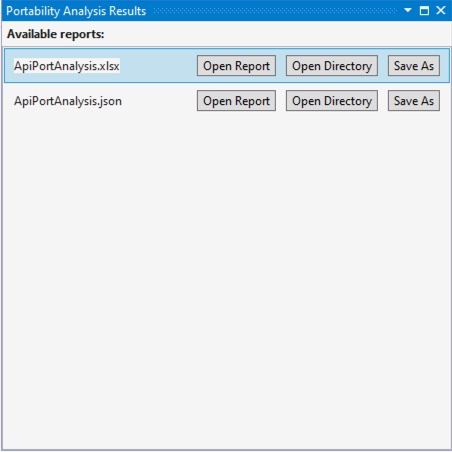 Portability Analysis Results
Available reports:
ApiPortAnalysis.xlsx Open Report Open Directory Save As
ApiPortAnalysis.json Open Report Open Directory Save As